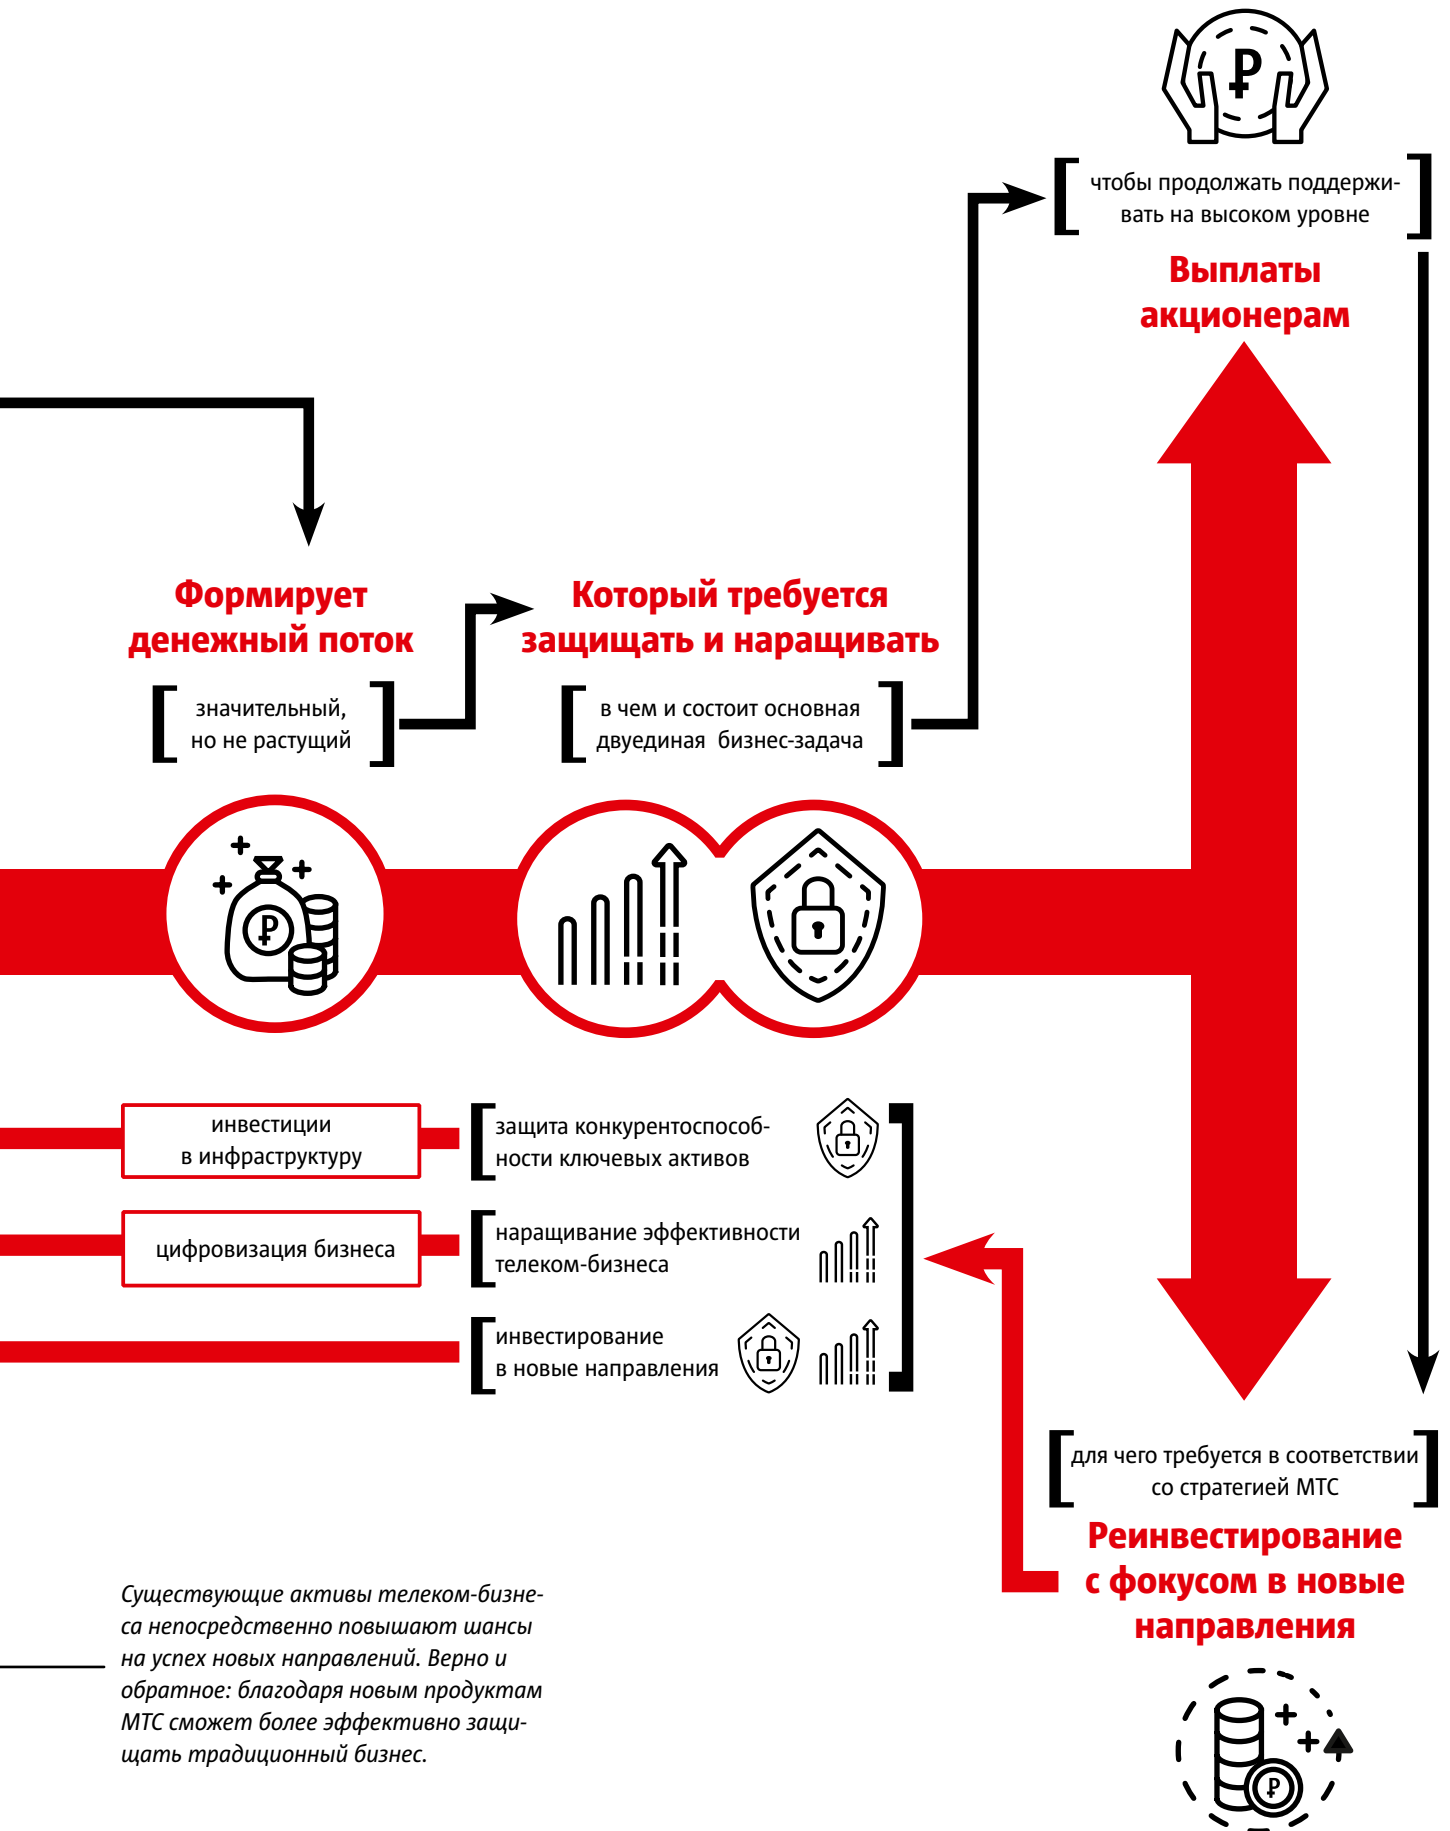 чтобы продолжать поддержи-
вать на высоком уровне
Выплаты
акционерам
Формирует
денежный поток
значительный,
но не растущий
Который требуется
защищать и наращивать
в чем и состоит основная
двуединая бизнес-задача
инвестиции
в инфраструктуру
защита конкурентоспособ-
ности ключевых активов
цифровизация бизнеса
наращивание эффективности
телеком-бизнеса
инвестирование
в новые направления
для чего требуется в соответствии
со стратегией МТС
Реинвестирование
с фокусом в новые
направления
Существующие активы телеком-бизне-
са непосредственно повышают шансы
на успех новых направлений. Верно и
обратное: благодаря новым продуктам
МТС сможет более эффективно защи-
щать традиционный бизнес.